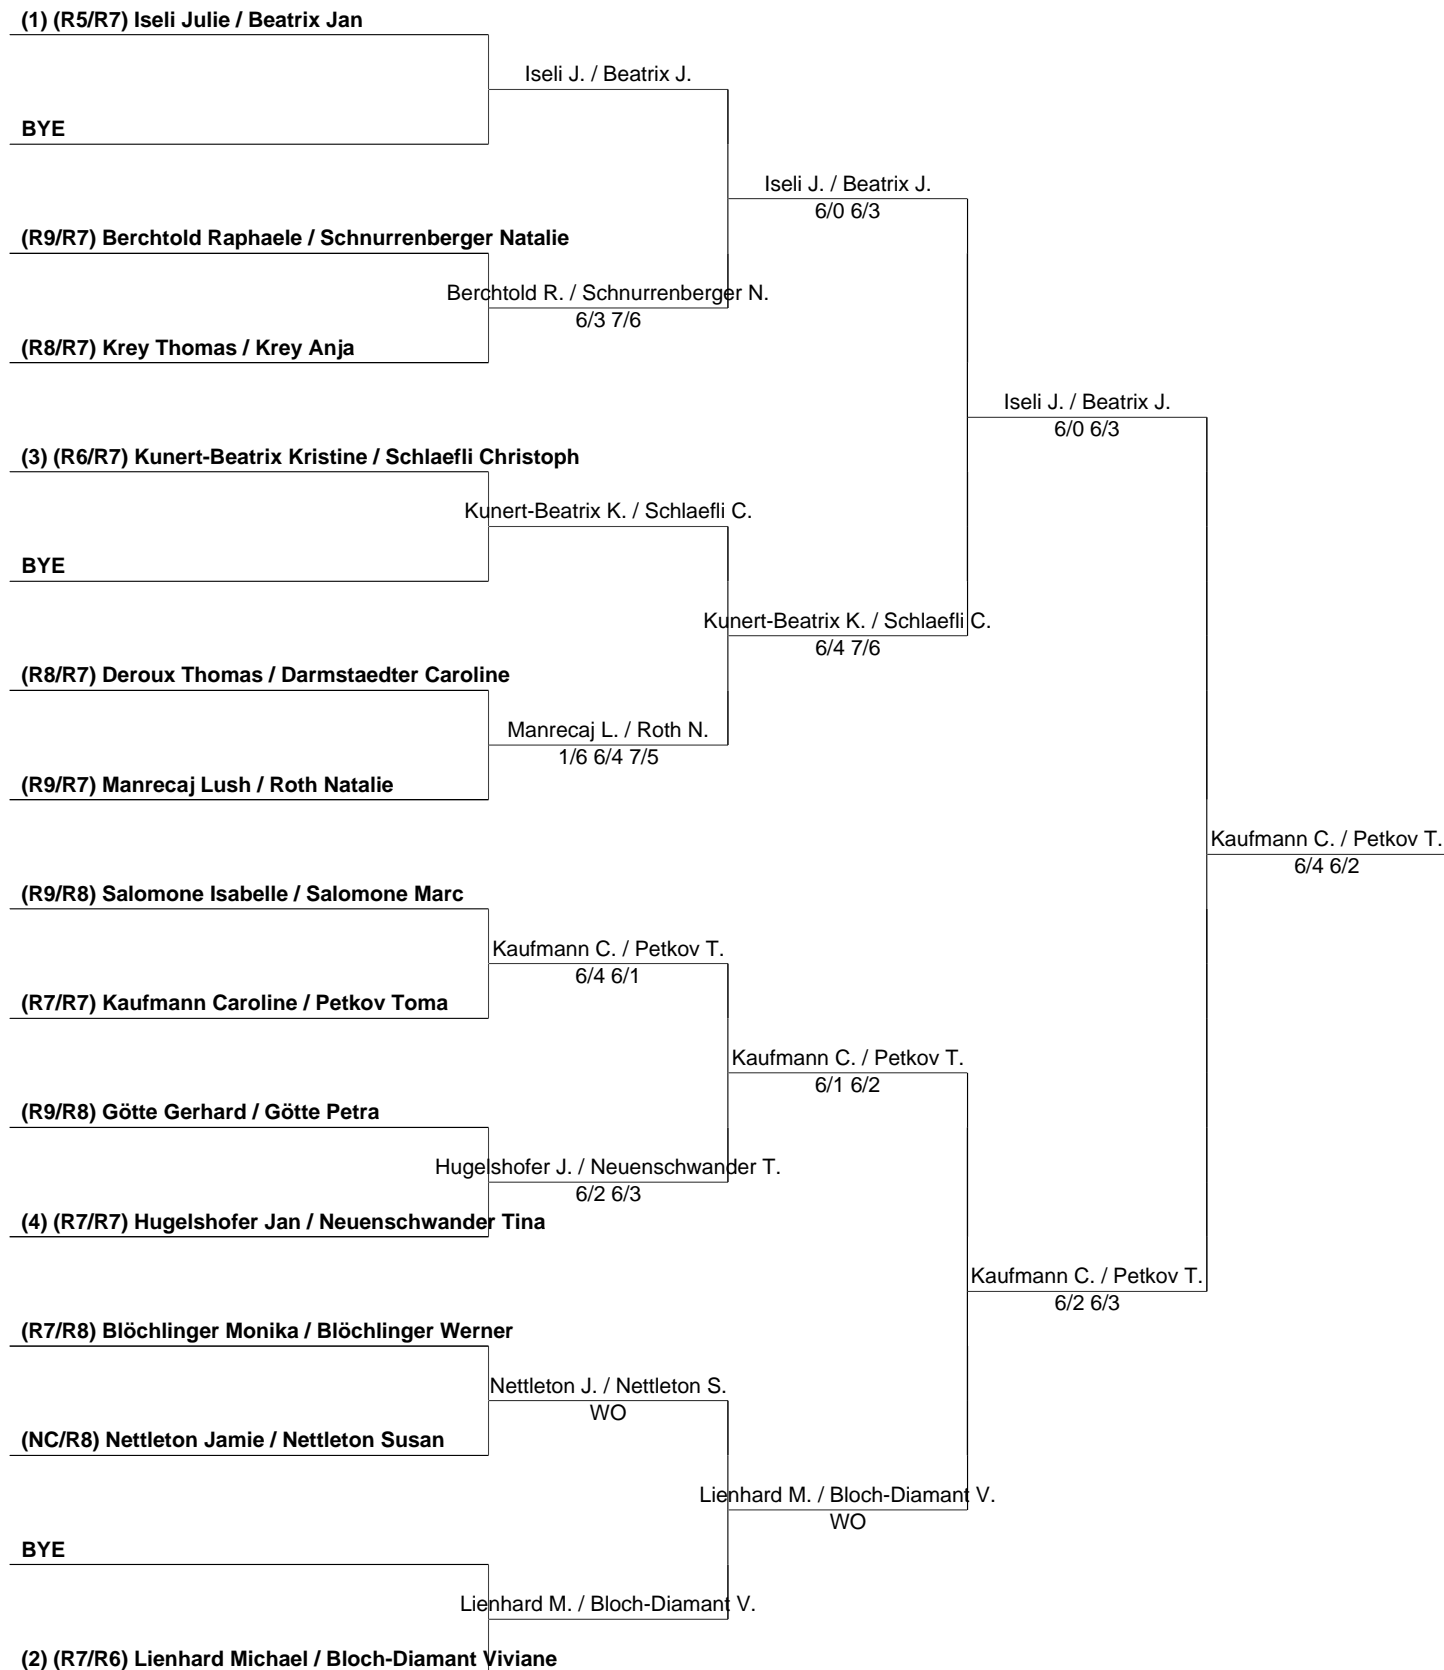 (1) (R5/R7) Iseli Julie / Beatrix Jan
Iseli J. / Beatrix J.
BYE
Iseli J. / Beatrix J.
6/0 6/3
(R9/R7) Berchtold Raphaele / Schnurrenberger Natalie
Berchtold R. / Schnurrenberger N.
6/3 7/6
(R8/R7) Krey Thomas / Krey Anja
Iseli J. / Beatrix J.
6/0 6/3
(3) (R6/R7) Kunert-Beatrix Kristine / Schlaefli Christoph
Kunert-Beatrix K. / Schlaefli C.
BYE
Kunert-Beatrix K. / Schlaefli C.
6/4 7/6
(R8/R7) Deroux Thomas / Darmstaedter Caroline
Manrecaj L. / Roth N.
1/6 6/4 7/5
(R9/R7) Manrecaj Lush / Roth Natalie
Kaufmann C. / Petkov T.
6/4 6/2
(R9/R8) Salomone Isabelle / Salomone Marc
Kaufmann C. / Petkov T.
6/4 6/1
(R7/R7) Kaufmann Caroline / Petkov Toma
Kaufmann C. / Petkov T.
6/1 6/2
(R9/R8) Götte Gerhard / Götte Petra
Hugelshofer J. / Neuenschwander T.
6/2 6/3
(4) (R7/R7) Hugelshofer Jan / Neuenschwander Tina
Kaufmann C. / Petkov T.
6/2 6/3
(R7/R8) Blöchlinger Monika / Blöchlinger Werner
Nettleton J. / Nettleton S.
WO
(NC/R8) Nettleton Jamie / Nettleton Susan
Lienhard M. / Bloch-Diamant V.
WO
BYE
Lienhard M. / Bloch-Diamant V.
(2) (R7/R6) Lienhard Michael / Bloch-Diamant Viviane